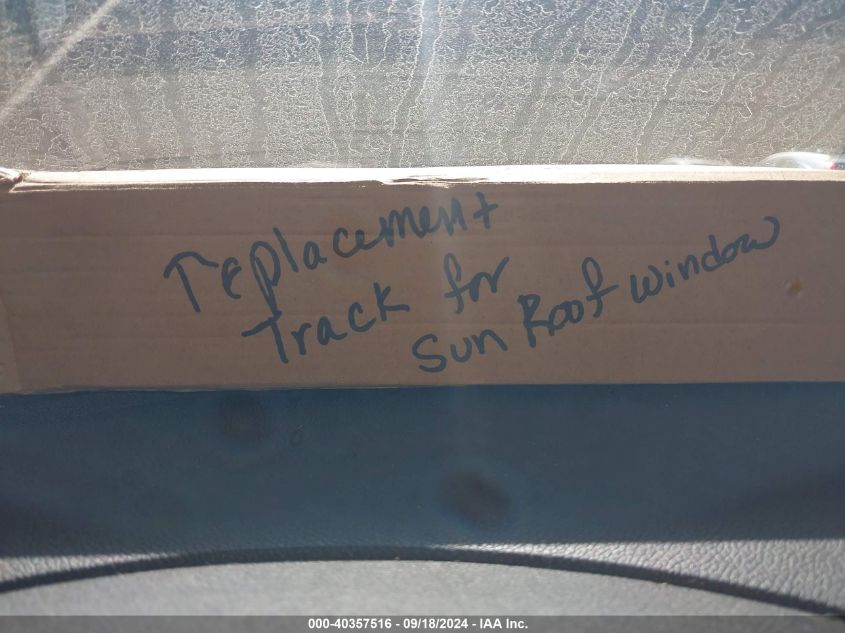 replacement
Track for
Sun Roof window
000-40357516 - 09/18/2024 - IAA Inc.